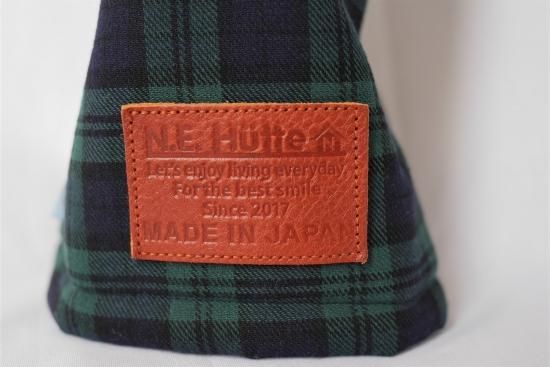 N.E. Hütte N
Let's enjoy living everyday,
For the best smile
Since 2017
MADE IN JAPAN